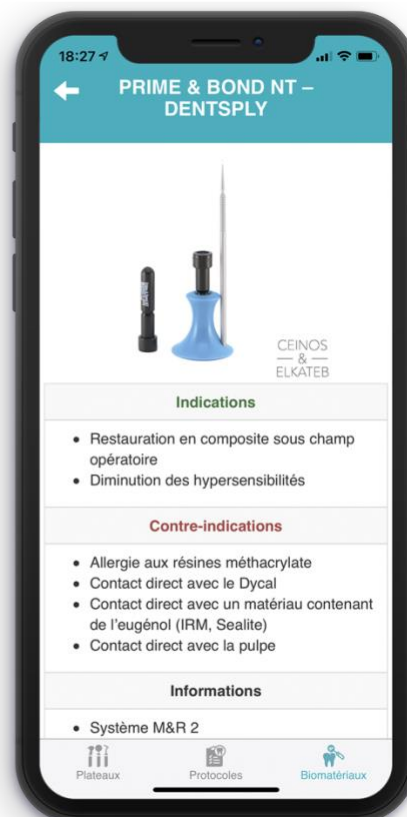 18:27
PRIME & BOND NT –
DENTSPLY
CEINOS
&
ELKATEB
Indications
• Restauration en composite sous champ
opératoire
• Diminution des hypersensibilités
Contre-indications
• Allergie aux résines méthacrylate
• Contact direct avec le Dycal
• Contact direct avec un matériau contenant
de l'eugénol (IRM, Sealite)
• Contact direct avec la pulpe
Informations
• Système M&R 2
Plateaux
Protocoles
Biomatériaux